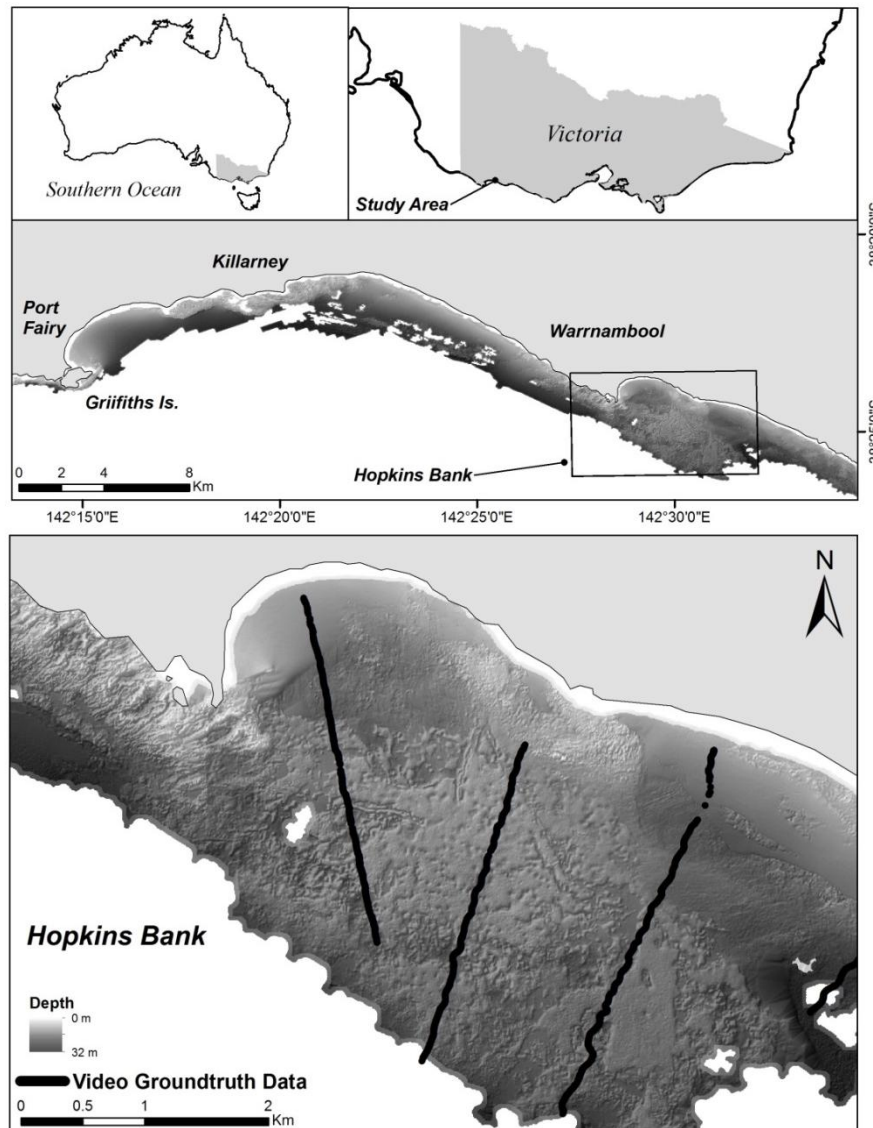 Southern Ocean
Victoria
Study Area
Killarney
Port
Fairy
Warrnambool
Griifiths Is.
Hopkins Bank
0 2 4 8
Km
142°15'0"E 142°20'0"E 142°25'0"E 142°30'0"E
N
Hopkins Bank
Depth
0 m
32 m
Video Groundtruth Data
0 0.5 1 2
Km